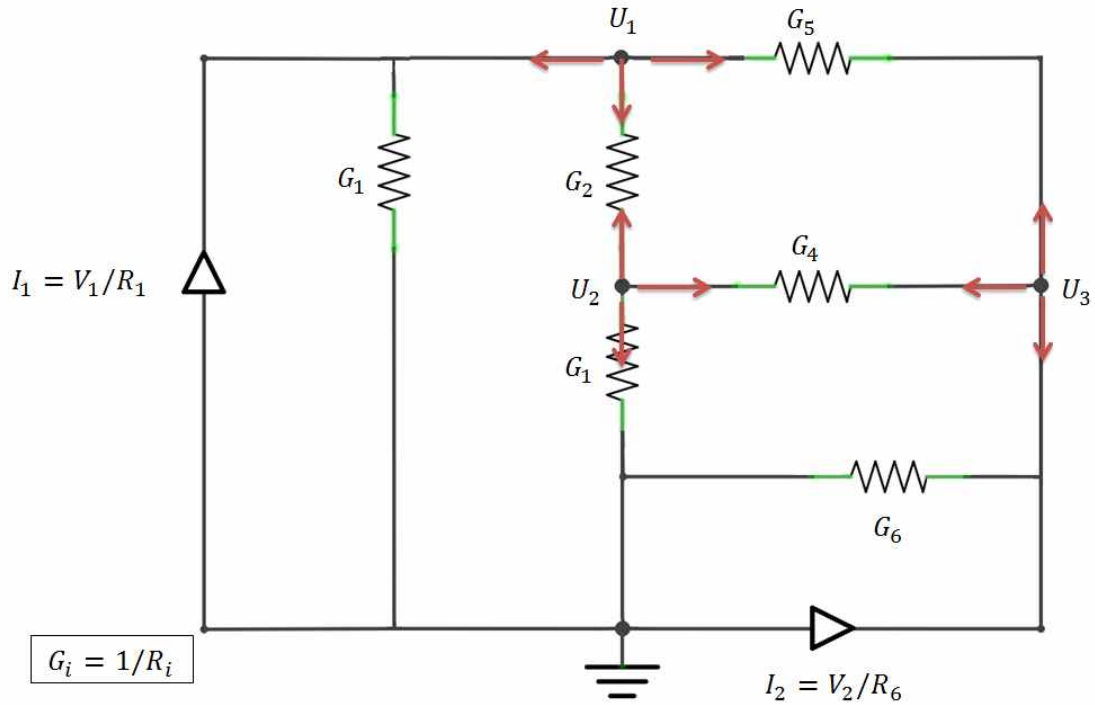 U₁
G₅
G₁
G₂
G₄
I₁ = V₁/R₁
U₂
U₃
G₁
G₆
Gᵢ = 1/Rᵢ
I₂ = V₂/R₆